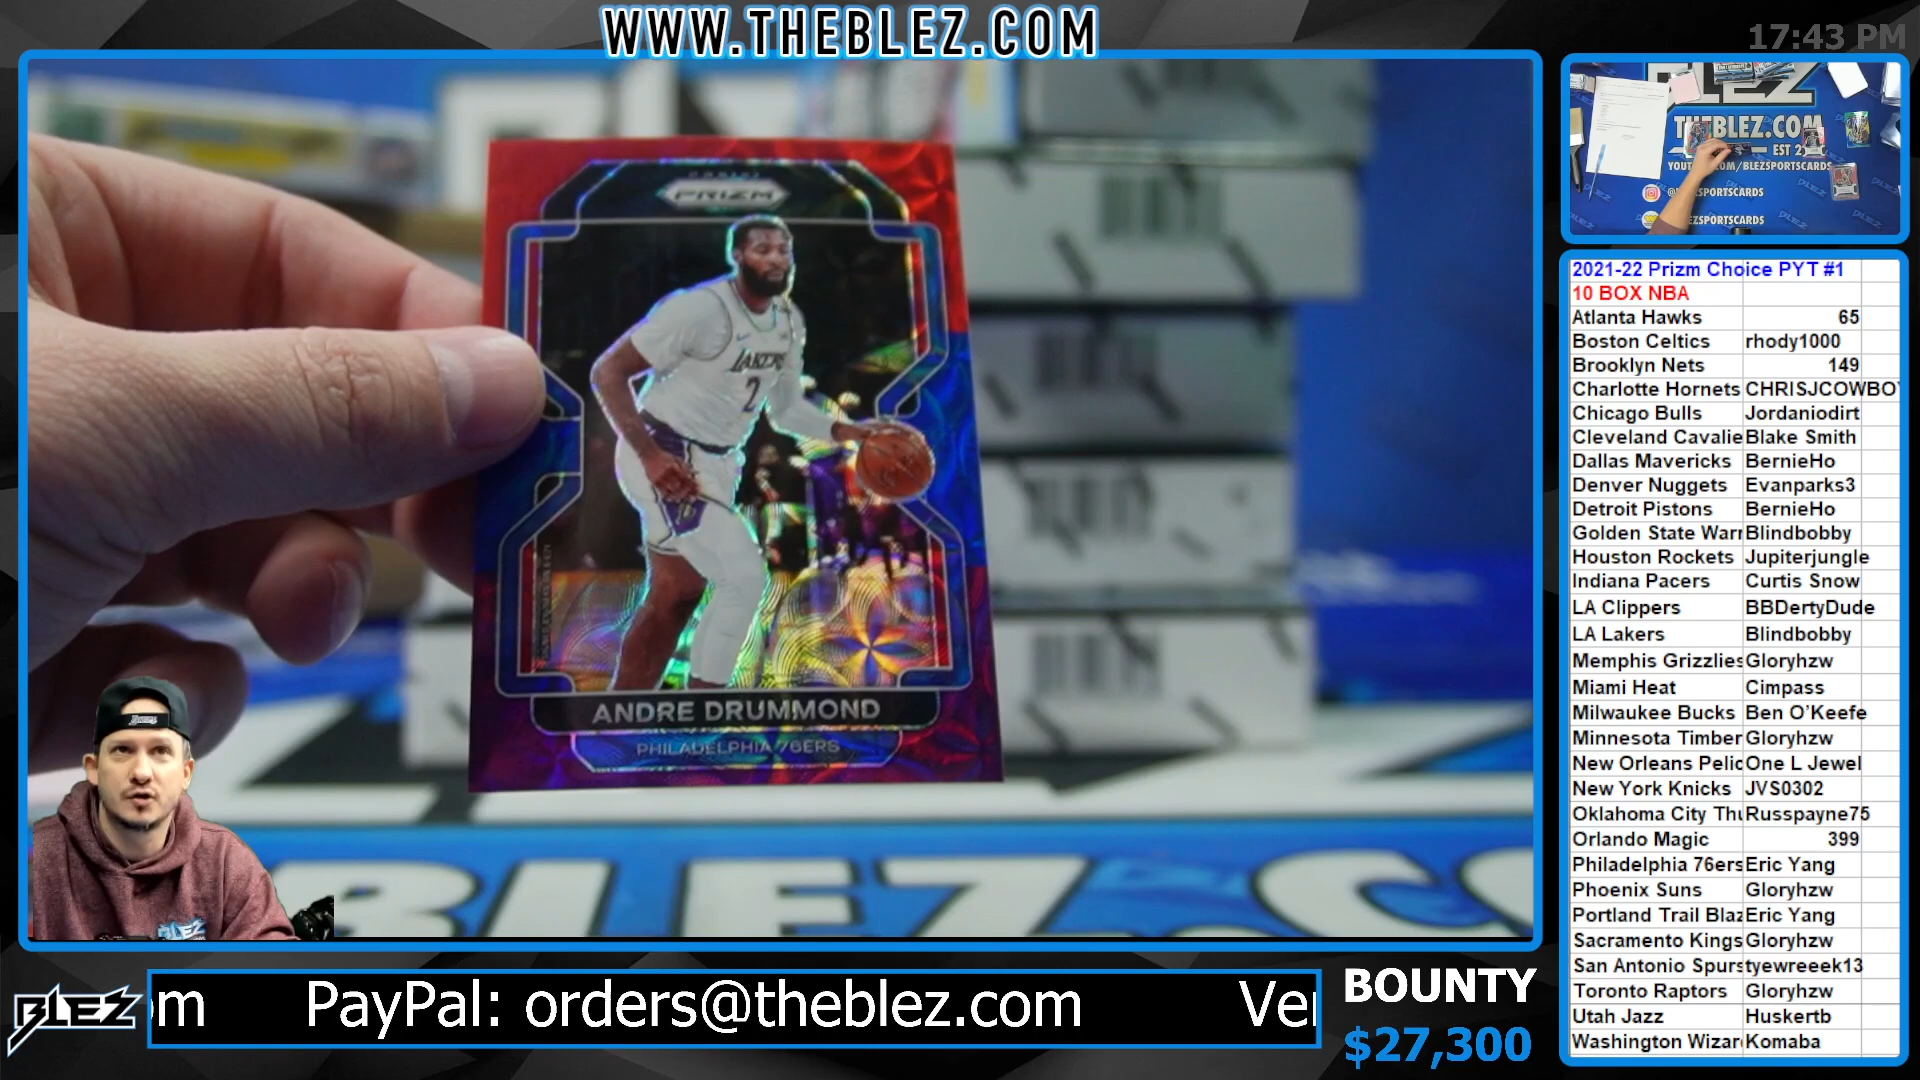 WWW.THEBLEZ.COM
17:43 PM
PANINI
PRIZM
LAKERS
2
ANDRE DRUMMOND
PHILADELPHIA 76ERS
THEBLEZ.COM
2021-22 Prizm Choice PYT #1
10 BOX NBA
Atlanta Hawks 65
Boston Celtics rhody1000
Brooklyn Nets 149
Charlotte Hornets CHRISJCOWBOY
Chicago Bulls Jordaniodirt
Cleveland Cavalie Blake Smith
Dallas Mavericks BernieHo
Denver Nuggets Evanparks3
Detroit Pistons BernieHo
Golden State Warr Blindbobby
Houston Rockets Jupiterjungle
Indiana Pacers Curtis Snow
LA Clippers BBDertyDude
LA Lakers Blindbobby
Memphis Grizzlies Gloryhzw
Miami Heat Cimpass
Milwaukee Bucks Ben O'Keefe
Minnesota Timber Gloryhzw
New Orleans Pelic One L Jewel
New York Knicks JVS0302
Oklahoma City Thu Russpayne75
Orlando Magic 399
Philadelphia 76ers Eric Yang
Phoenix Suns Gloryhzw
Portland Trail Blaz Eric Yang
Sacramento Kings Gloryhzw
San Antonio Spurs tyewreeek13
Toronto Raptors Gloryhzw
Utah Jazz Huskertb
Washington Wizar Komaba
BLEZ
om PayPal: orders@theblez.com Ve
BOUNTY
$27,300